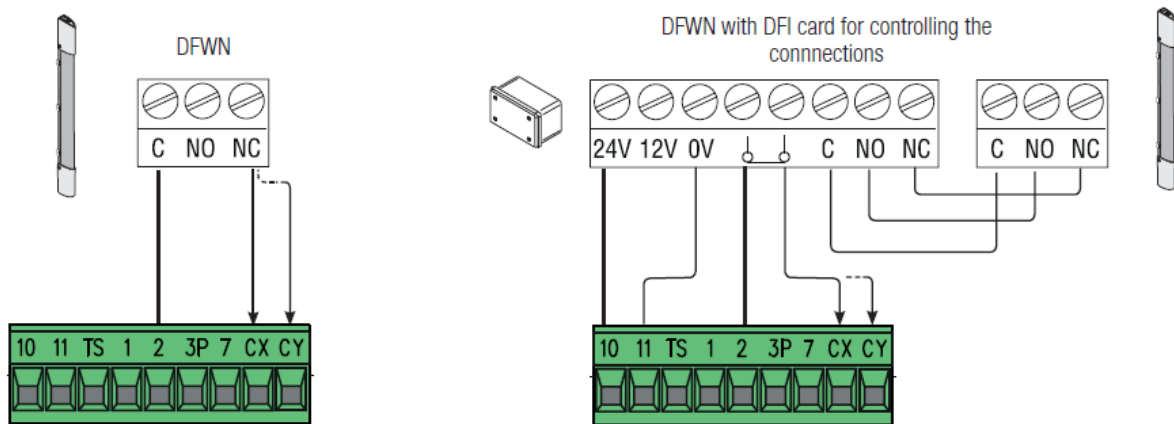 DFWN
C NO NC
10 11 TS 1 2 3P 7 CX CY
DFWN with DFI card for controlling the
connnections
24V 12V 0V C NO NC
C NO NC
10 11 TS 1 2 3P 7 CX CY